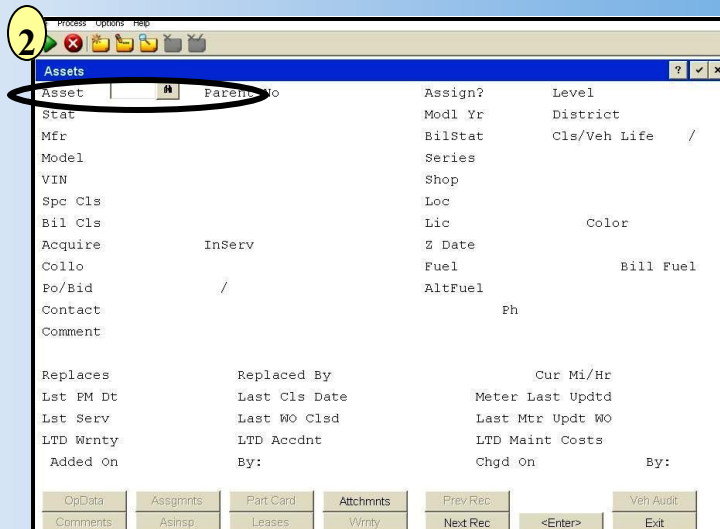 2
Process Options Help
Assets ?
Asset Parent No Assign? Level
Stat Modl Yr District
Mfr BilStat Cls/Veh Life /
Model Series
VIN Shop
Spc Cls Loc
Bil Cls Lic Color
Acquire InServ Z Date
Collo Fuel Bill Fuel
Po/Bid / AltFuel
Contact Ph
Comment
Replaces Replaced By Cur Mi/Hr
Lst PM Dt Last Cls Date Meter Last Updtd
Lst Serv Last WO Clsd Last Mtr Updt WO
LTD Wrnty LTD Accdnt LTD Maint Costs
Added On By: Chgd On By:
OpData Assgmnts Part Card Attchmnts Prev Rec Veh Audit
Comments Asinsp Leases Wrnty Next Rec <Enter> Exit